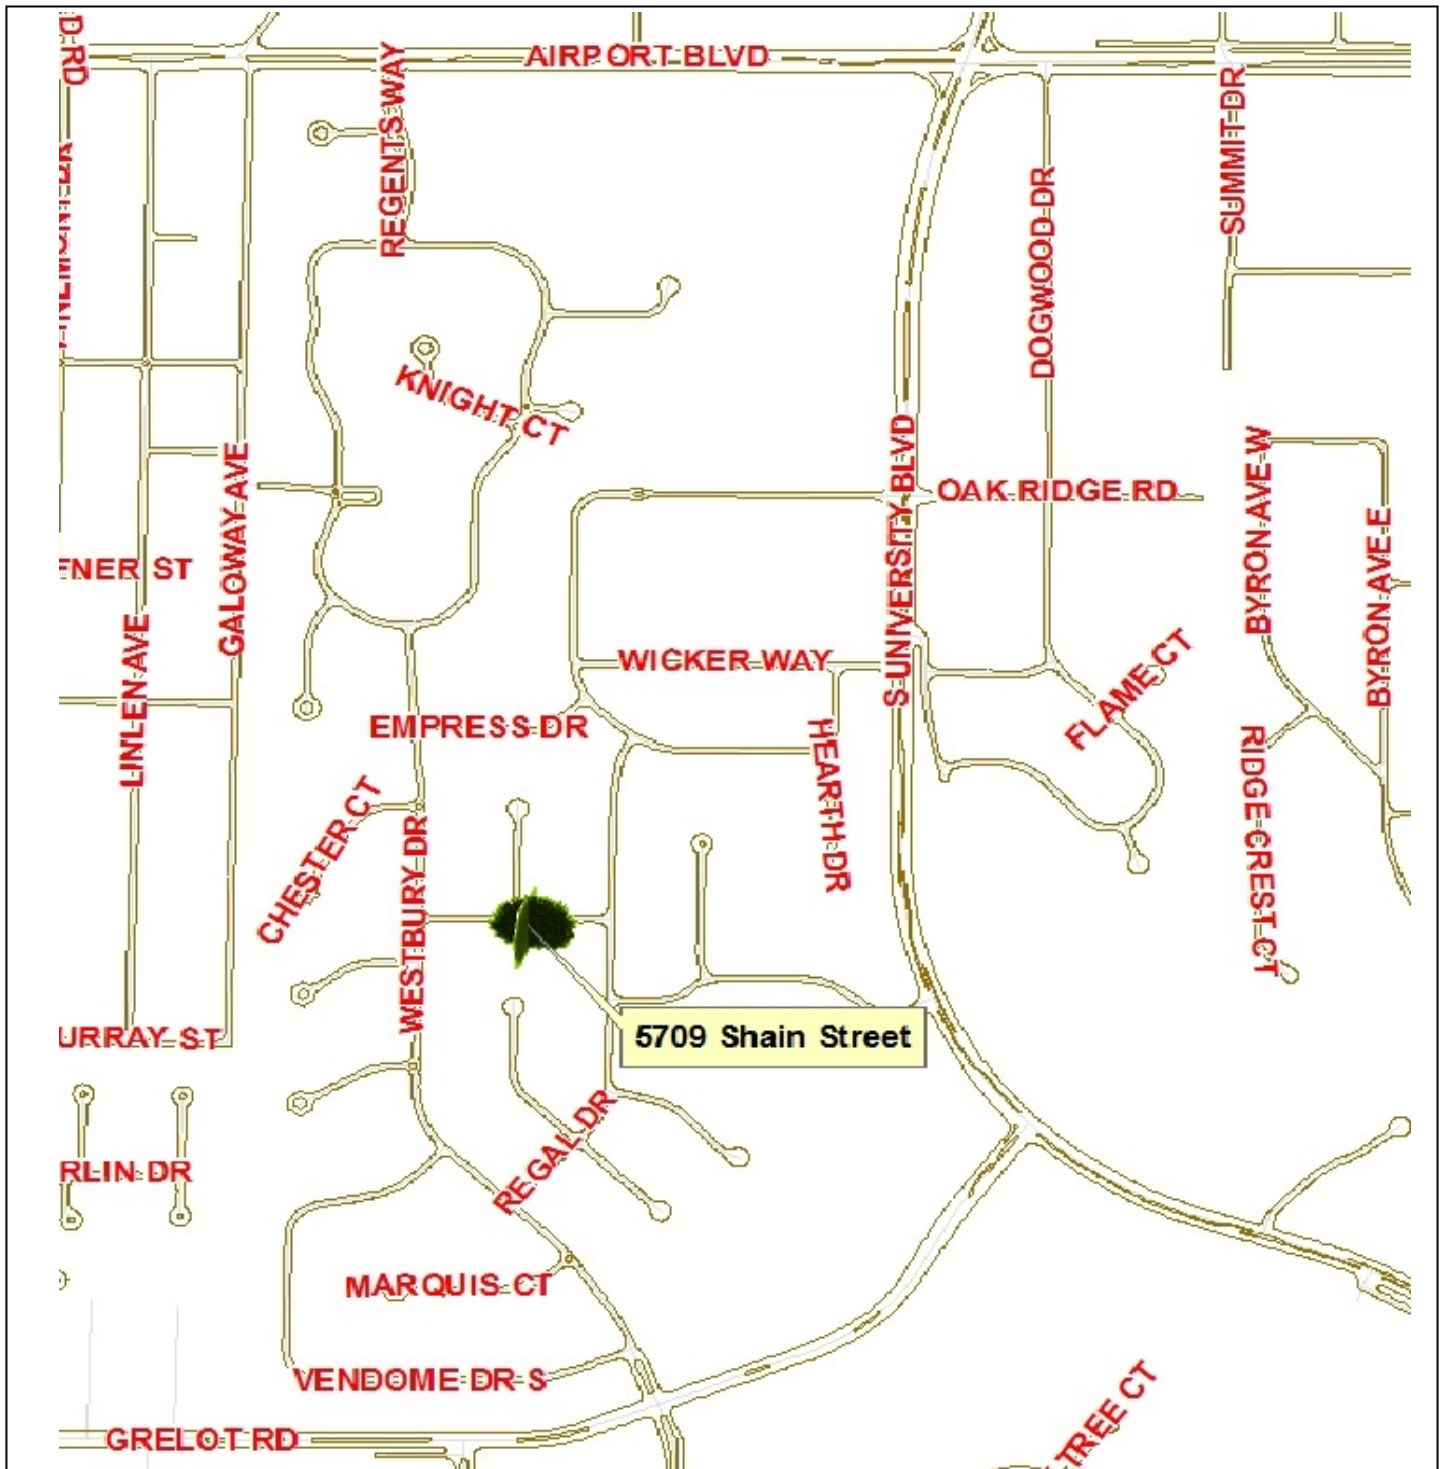 D RD
AIRPORT BLVD
REGENTS WAY
SUMMIT DR
DOGWOOD DR
KNIGHT CT
S UNIVERSITY BLVD
OAK RIDGE RD
BYRON AVE W
BYRON AVE E
GALOWAY AVE
ENER ST
LINLEN AVE
WICKER WAY
FLAME CT
EMPRESS DR
HEARTH DR
RIDGE CREST CT
CHESTER CT
WESTBURY DR
5709 Shain Street
URRAY ST
REGAL DR
RLIN DR
MARQUIS CT
VENDOME DR S
TREE CT
GRELOT RD